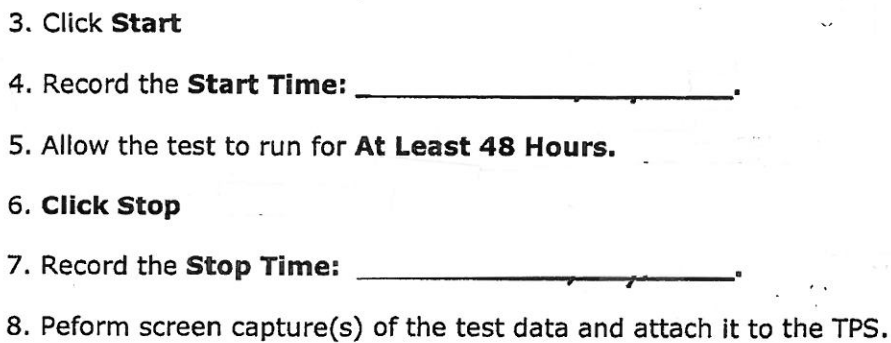 3. Click Start
4. Record the Start Time: ____________________.
5. Allow the test to run for At Least 48 Hours.
6. Click Stop
7. Record the Stop Time: ____________________.
8. Peform screen capture(s) of the test data and attach it to the TPS.